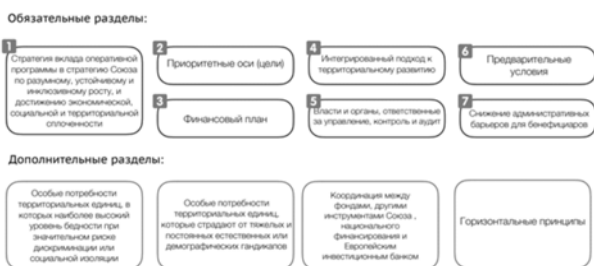 Обязательные разделы:
1
Стратегия вклада оперативной
программы в стратегию Союза
по разумному, устойчивому и
инклюзивному росту, и
достижению экономической,
социальной и территориальной
сплоченности
2
Приоритетные оси (цели)
3
Финансовый план
4
Интегрированный подход к
территориальному развитию
5
Власти и органы, ответственные
за управление, контроль и аудит
6
Предварительные
условия
7
Снижение административных
барьеров для бенефициаров
Дополнительные разделы:
Особые потребности
территориальных единиц, в
которых наиболее высокий
уровень бедности при
значительном риске
дискриминации или
социальной изоляции
Особые потребности
территориальных единиц,
которые страдают от тяжелых и
постоянных естественных или
демографических гандикапов
Координация между
фондами, другими
инструментами Союза ,
национального
финансирования и
Европейским
инвестиционным банком
Горизонтальные принципы